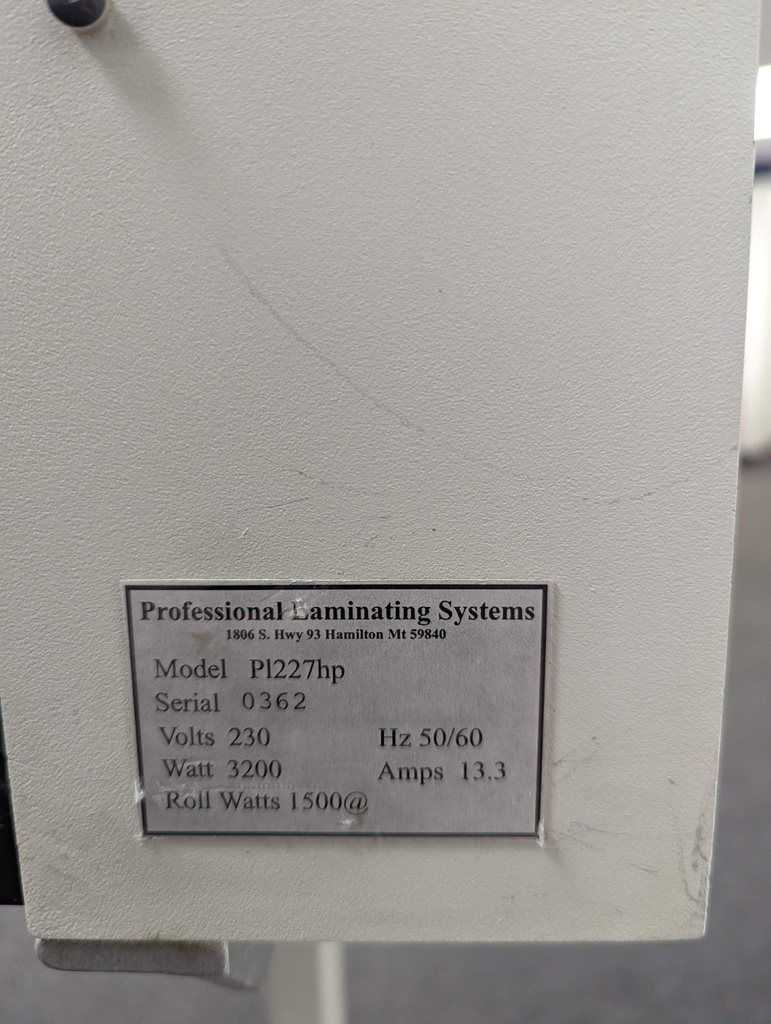 Professional Laminating Systems
1806 S. Hwy 93 Hamilton Mt 59840
Model Pl227hp
Serial 0362
Volts 230 Hz 50/60
Watt 3200 Amps 13.3
Roll Watts 1500@